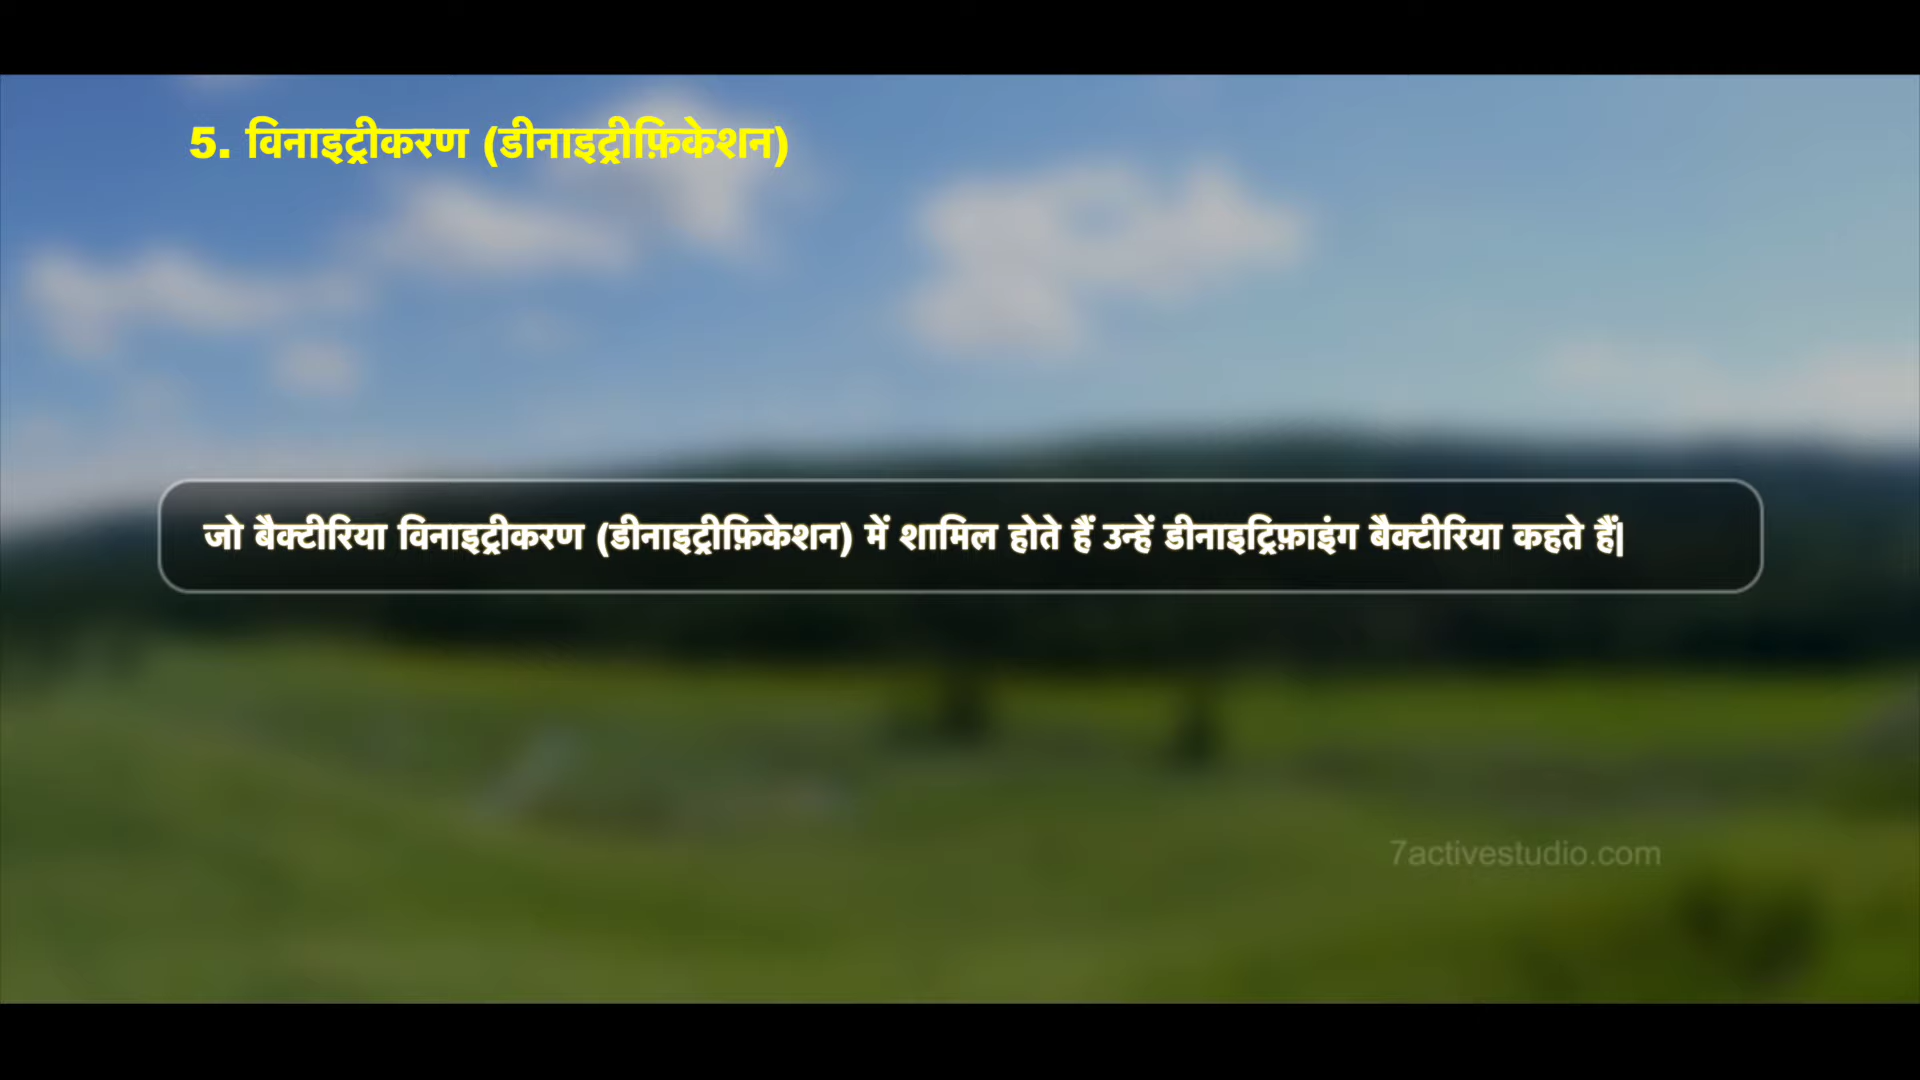 5. विनाइट्रीकरण (डीनाइट्रीफ़िकेशन)
जो बैक्टीरिया विनाइट्रीकरण (डीनाइट्रीफ़िकेशन) में शामिल होते हैं उन्हें डीनाइट्रिफ़ाइंग बैक्टीरिया कहते हैं|
7activestudio.com